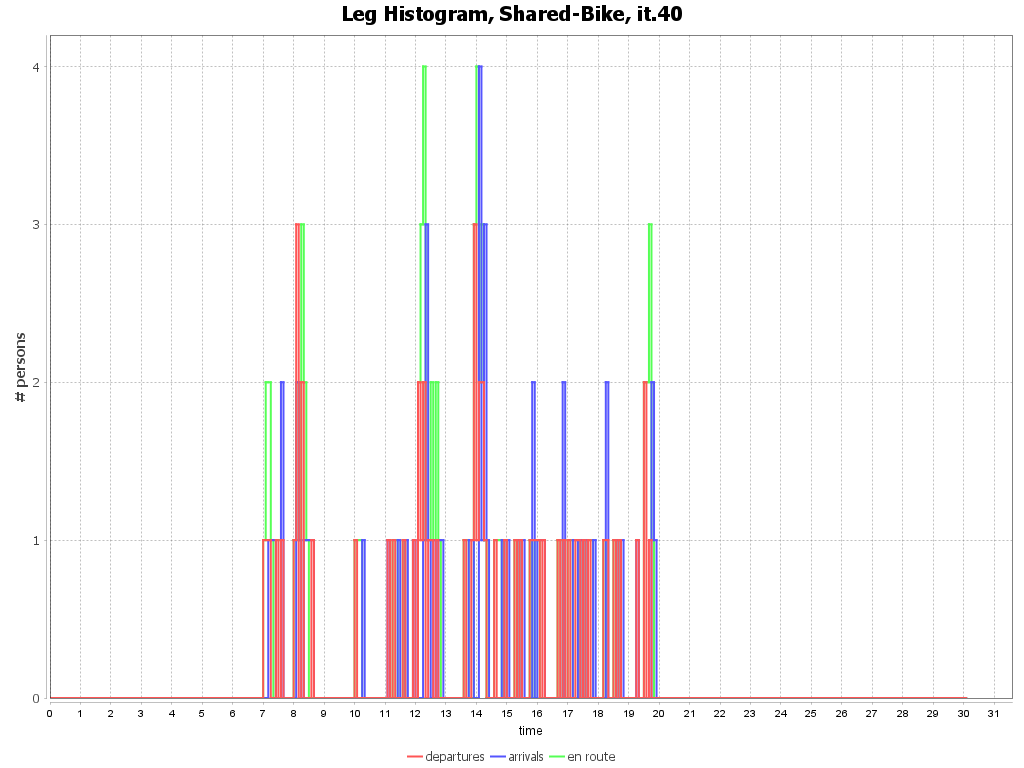 Leg Histogram, Shared-Bike, it.40
# persons
4
3
2
1
0
0 1 2 3 4 5 6 7 8 9 10 11 12 13 14 15 16 17 18 19 20 21 22 23 24 25 26 27 28 29 30 31
time
departures arrivals en route